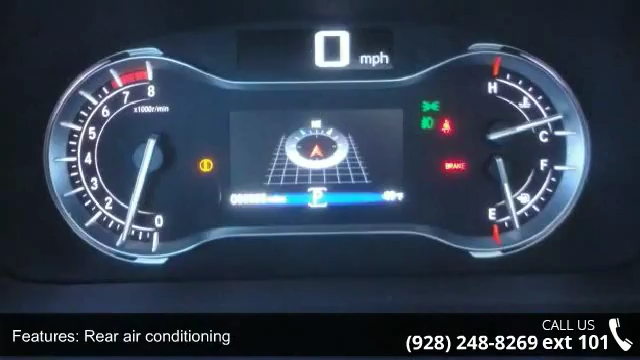 0 mph
8
7
6
5
4
3
2
1
0
x1000r/min
NE
P
BRAKE
H
C
F
E
Features: Rear air conditioning
CALL US
(928) 248-8269 ext 101